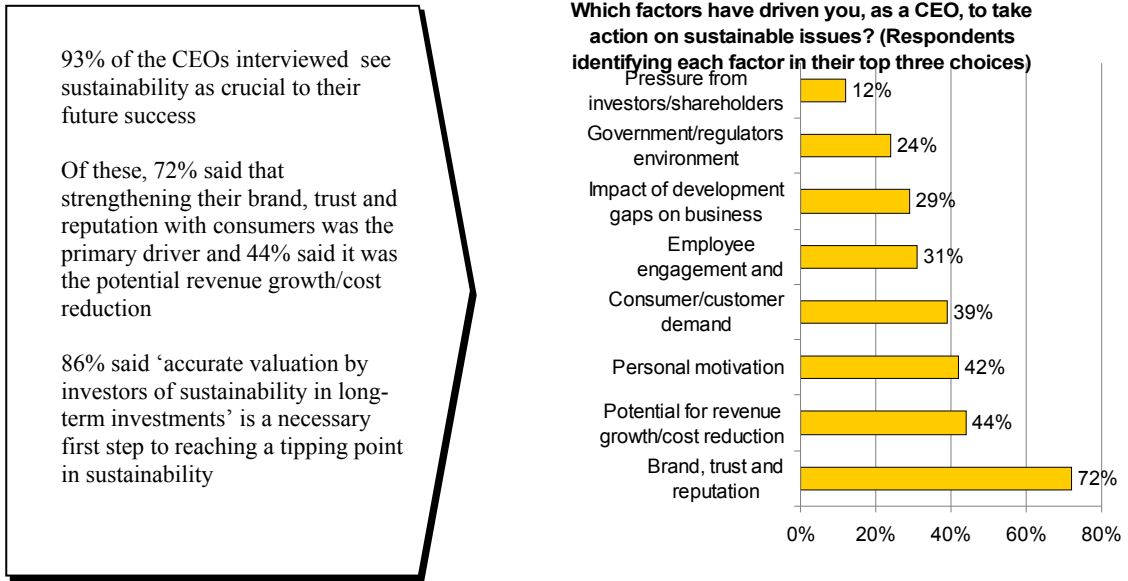 93% of the CEOs interviewed see
sustainability as crucial to their
future success
Of these, 72% said that
strengthening their brand, trust and
reputation with consumers was the
primary driver and 44% said it was
the potential revenue growth/cost
reduction
86% said ‘accurate valuation by
investors of sustainability in long-
term investments’ is a necessary
first step to reaching a tipping point
in sustainability
Which factors have driven you, as a CEO, to take
action on sustainable issues? (Respondents
identifying each factor in their top three choices)
Pressure from
investors/shareholders
12%
Government/regulators
environment
24%
Impact of development
gaps on business
29%
Employee
engagement and
31%
Consumer/customer
demand
39%
Personal motivation
42%
Potential for revenue
growth/cost reduction
44%
Brand, trust and
reputation
72%
0% 20% 40% 60% 80%